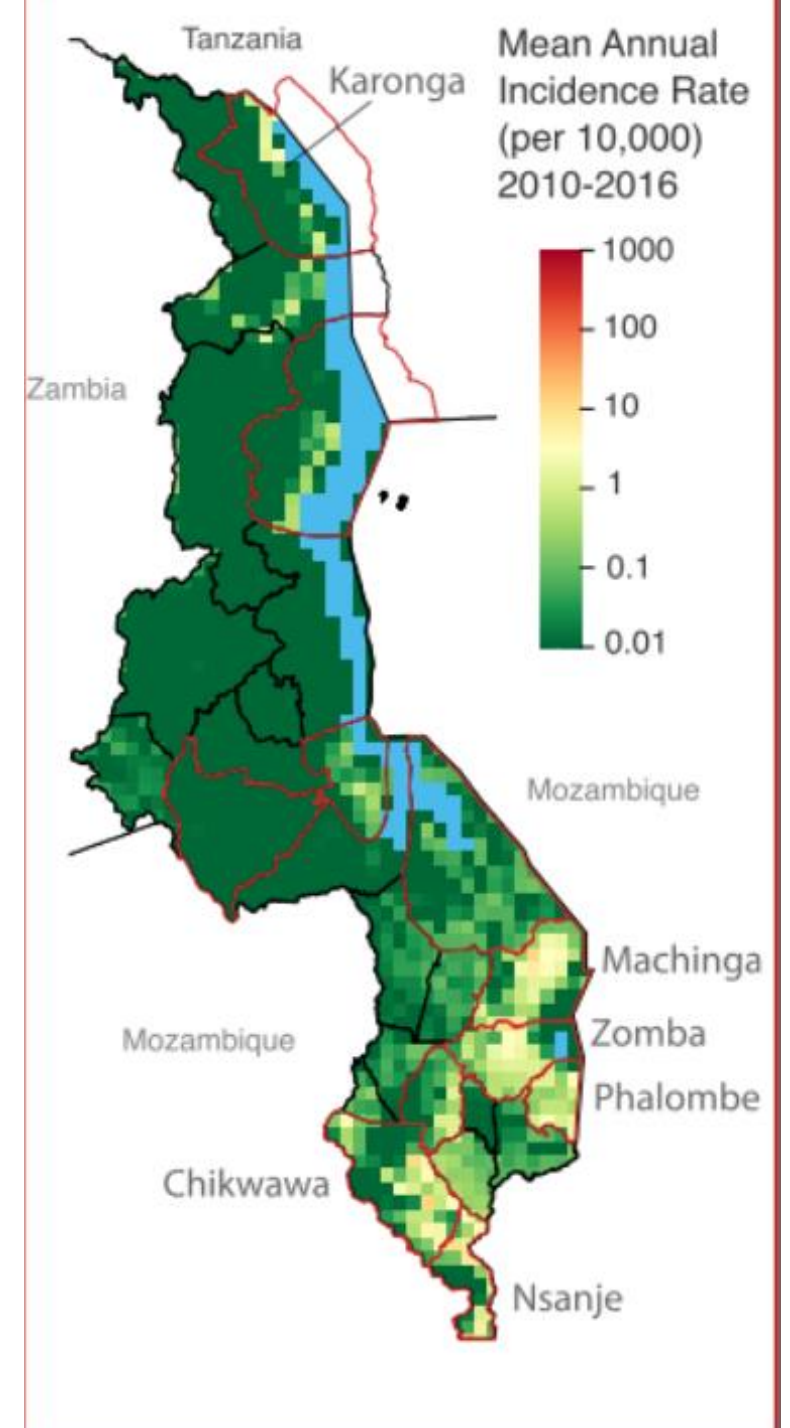 Tanzania
Karonga
Mean Annual
Incidence Rate
(per 10,000)
2010-2016
1000
100
10
1
0.1
0.01
Zambia
Mozambique
Machinga
Zomba
Mozambique
Phalombe
Chikwawa
Nsanje